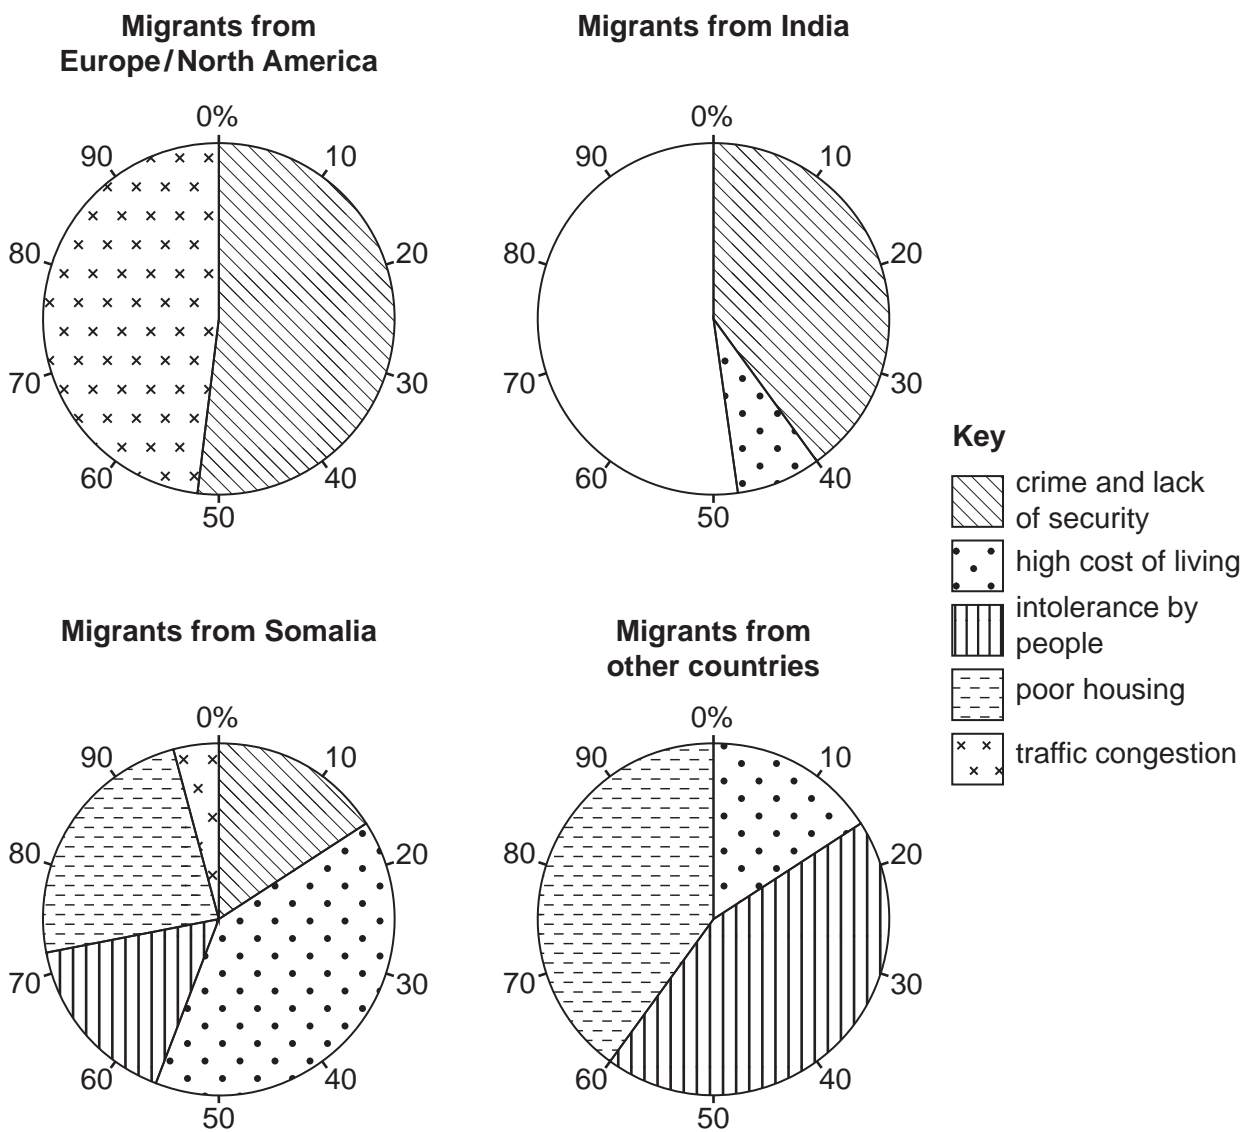 Migrants from
Europe/North America
0%
10
20
30
40
50
60
70
80
90
Migrants from India
0%
10
20
30
40
50
60
70
80
90
Key
crime and lack
of security
high cost of living
intolerance by
people
poor housing
traffic congestion
Migrants from Somalia
0%
10
20
30
40
50
60
70
80
90
Migrants from
other countries
0%
10
20
30
40
50
60
70
80
90